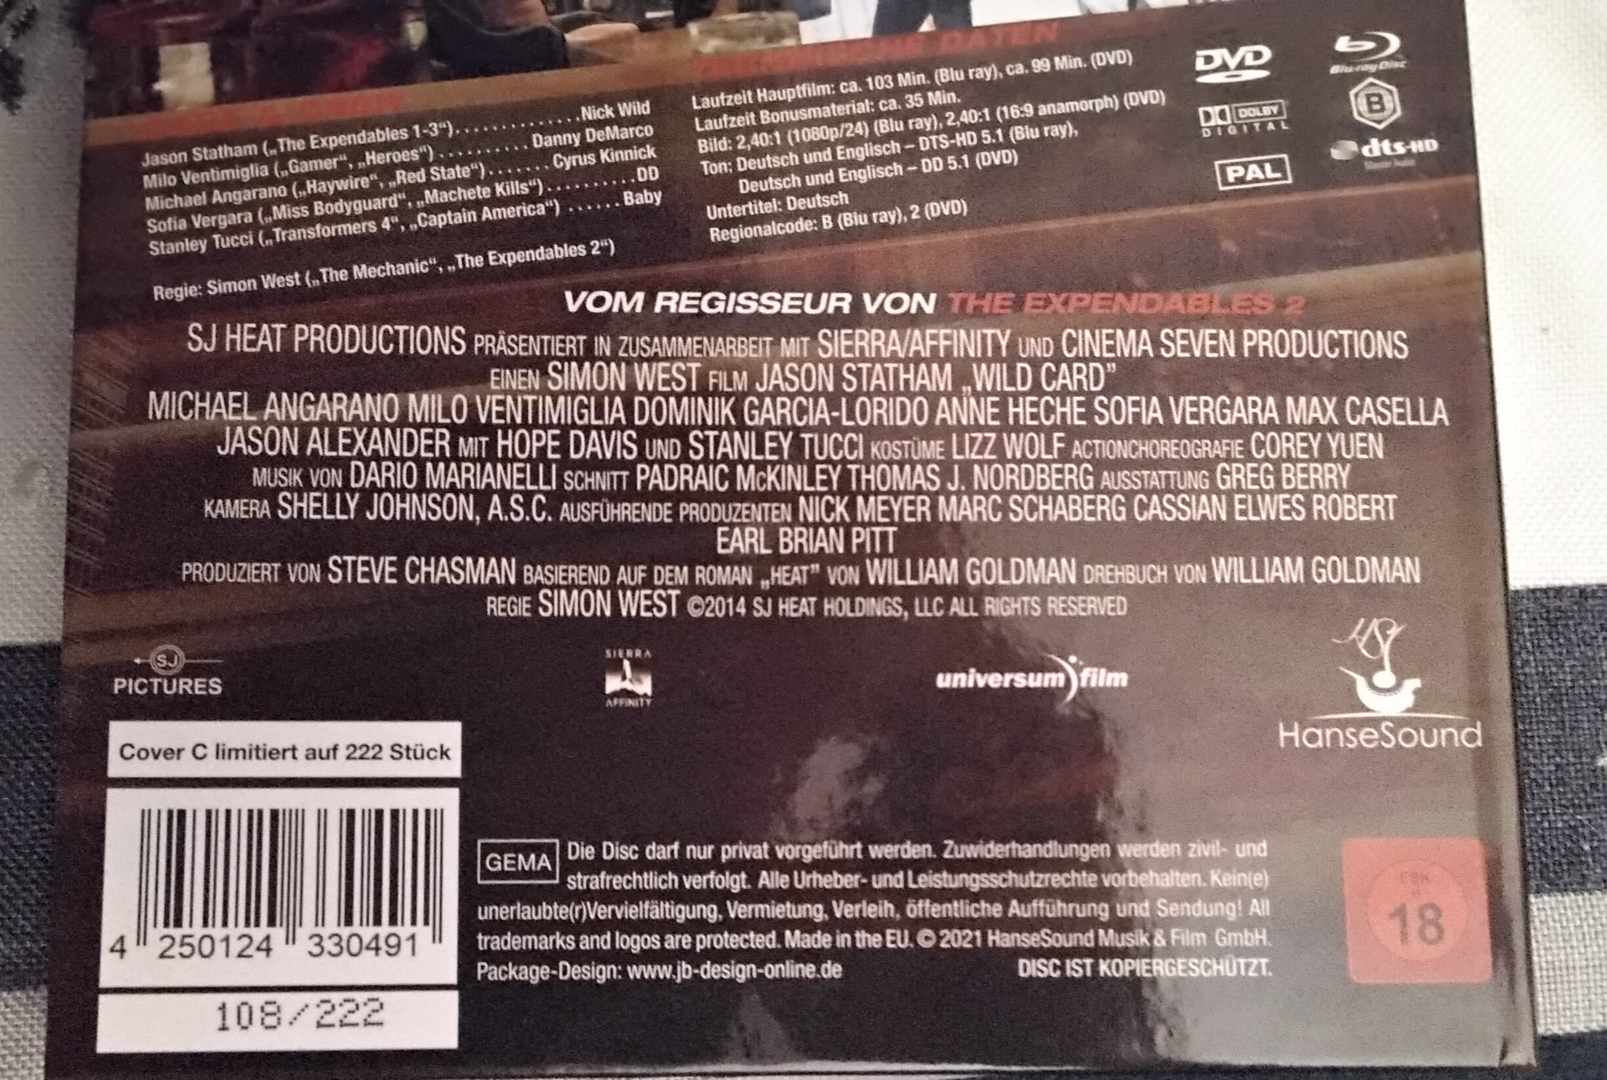 TECHNISCHE DATEN
Jason Statham („The Expendables 1-3“)..............Nick Wild
Milo Ventimiglia („Gamer“, „Heroes“)..........Danny DeMarco
Michael Angarano („Haywire“, „Red State“).......Cyrus Kinnick
Sofia Vergara („Miss Bodyguard“, „Machete Kills“)..........DD
Stanley Tucci („Transformers 4“, „Captain America“) ......Baby
Regie: Simon West („The Mechanic“, „The Expendables 2“)
Laufzeit Hauptfilm: ca. 103 Min. (Blu ray), ca. 99 Min. (DVD)
Laufzeit Bonusmaterial: ca. 35 Min.
Bild: 2,40:1 (1080p/24) (Blu ray), 2,40:1 (16:9 anamorph) (DVD)
Ton: Deutsch und Englisch – DTS-HD 5.1 (Blu ray),
Deutsch und Englisch – DD 5.1 (DVD)
Untertitel: Deutsch
Regionalcode: B (Blu ray), 2 (DVD)
DVD
Blu-ray Disc
DOLBY
DIGITAL
B
PAL
dts-HD
Master Audio
VOM REGISSEUR VON THE EXPENDABLES 2
SJ HEAT PRODUCTIONS PRÄSENTIERT IN ZUSAMMENARBEIT MIT SIERRA/AFFINITY UND CINEMA SEVEN PRODUCTIONS
EINEN SIMON WEST FILM JASON STATHAM „WILD CARD”
MICHAEL ANGARANO MILO VENTIMIGLIA DOMINIK GARCIA-LORIDO ANNE HECHE SOFIA VERGARA MAX CASELLA
JASON ALEXANDER MIT HOPE DAVIS UND STANLEY TUCCI KOSTÜME LIZZ WOLF ACTIONCHOREOGRAFIE COREY YUEN
MUSIK VON DARIO MARIANELLI SCHNITT PADRAIC McKINLEY THOMAS J. NORDBERG AUSSTATTUNG GREG BERRY
KAMERA SHELLY JOHNSON, A.S.C. AUSFÜHRENDE PRODUZENTEN NICK MEYER MARC SCHABERG CASSIAN ELWES ROBERT
EARL BRIAN PITT
PRODUZIERT VON STEVE CHASMAN BASIEREND AUF DEM ROMAN „HEAT” VON WILLIAM GOLDMAN DREHBUCH VON WILLIAM GOLDMAN
REGIE SIMON WEST ©2014 SJ HEAT HOLDINGS, LLC ALL RIGHTS RESERVED
SJ
PICTURES
SIERRA
AFFINITY
universum film
HanseSound
Cover C limitiert auf 222 Stück
4 250124 330491
108/222
GEMA
Die Disc darf nur privat vorgeführt werden. Zuwiderhandlungen werden zivil- und
strafrechtlich verfolgt. Alle Urheber- und Leistungsschutzrechte vorbehalten. Kein(e)
unerlaubte(r)Vervielfältigung, Vermietung, Verleih, öffentliche Aufführung und Sendung! All
trademarks and logos are protected. Made in the EU. © 2021 HanseSound Musik & Film GmbH.
Package-Design: www.jb-design-online.de DISC IST KOPIERGESCHÜTZT.
FSK
ab
18